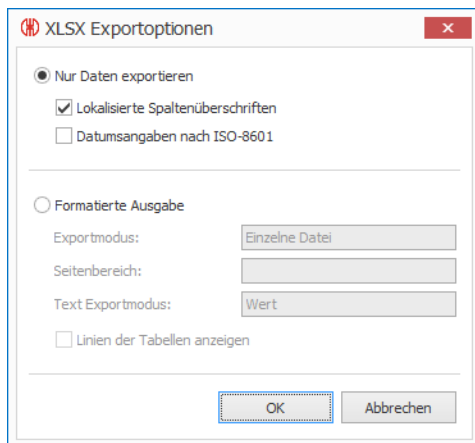 XLSX Exportoptionen
Nur Daten exportieren
Lokalisierte Spaltenüberschriften
Datumsangaben nach ISO-8601
Formatierte Ausgabe
Exportmodus: Einzelne Datei
Seitenbereich:
Text Exportmodus: Wert
Linien der Tabellen anzeigen
OK Abbrechen